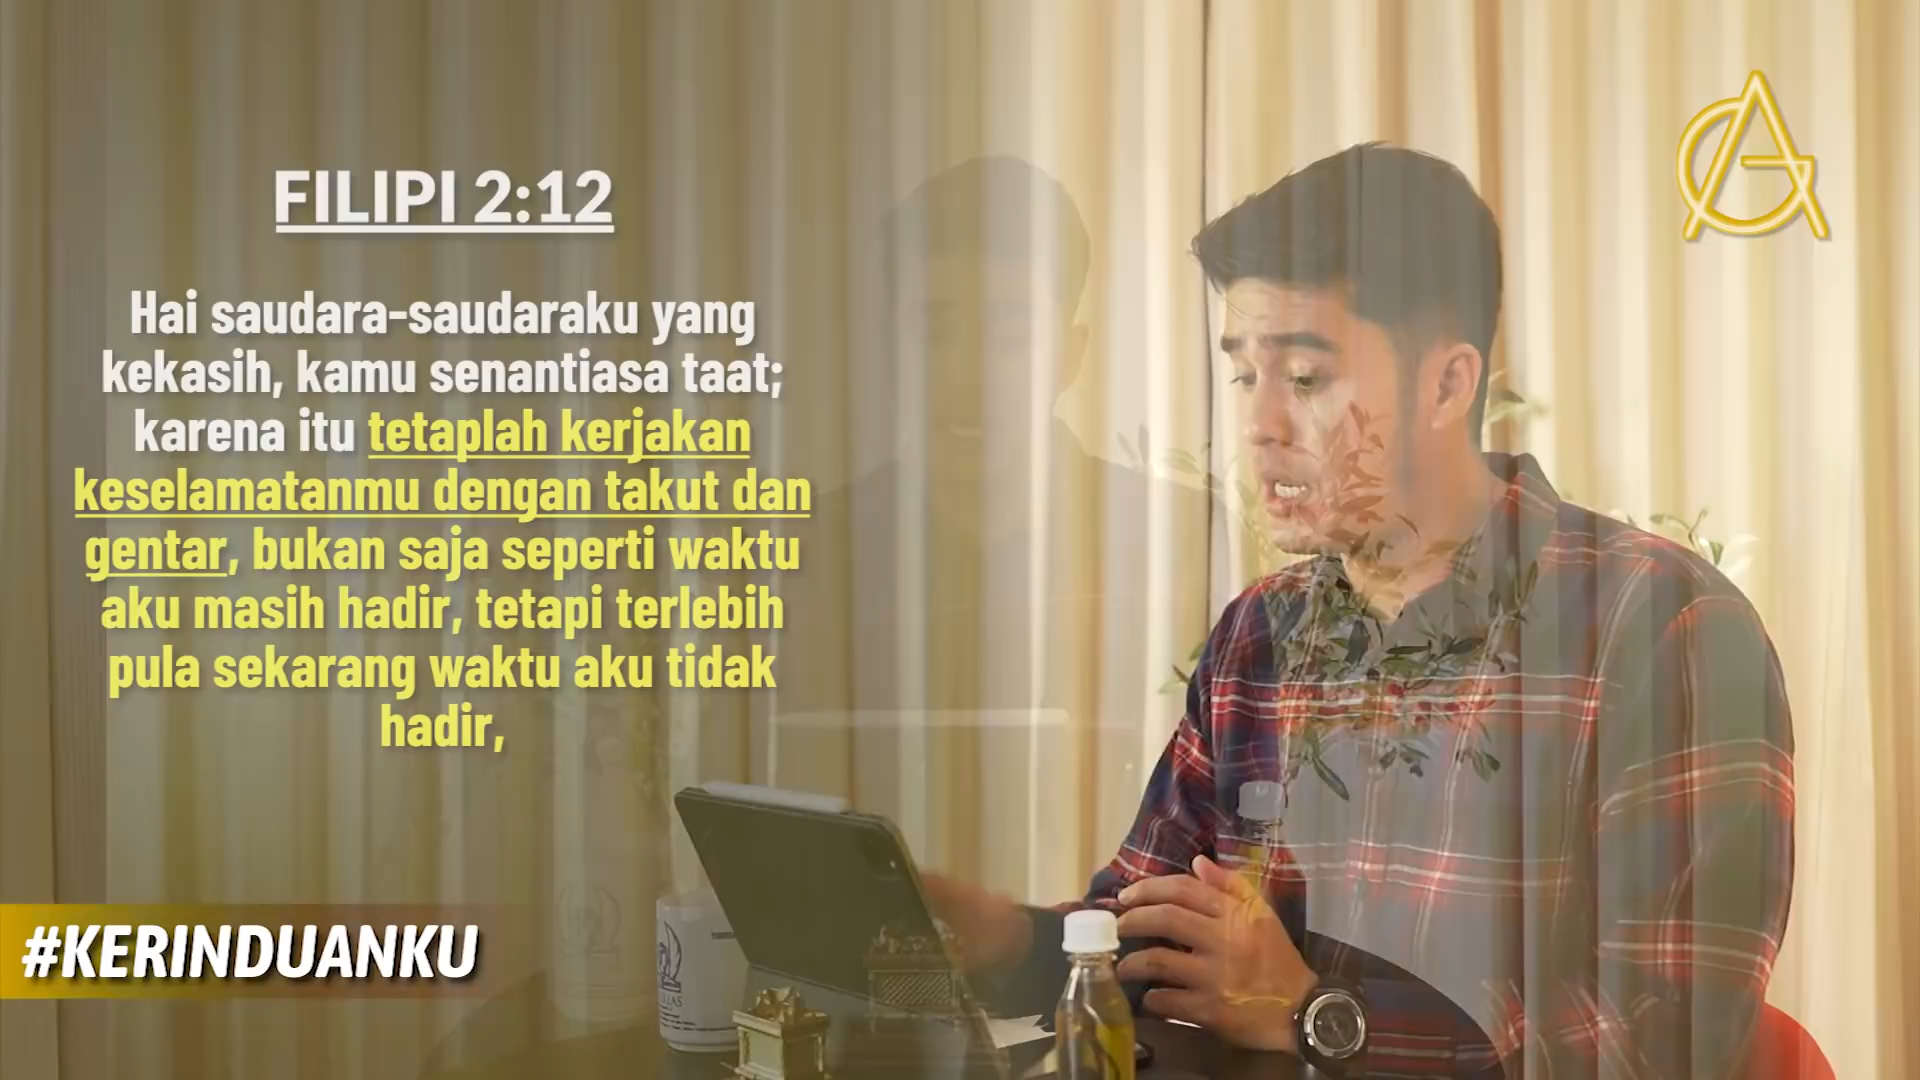 FILIPI 2:12
Hai saudara-saudaraku yang
kekasih, kamu senantiasa taat;
karena itu tetaplah kerjakan
keselamatanmu dengan takut dan
gentar, bukan saja seperti waktu
aku masih hadir, tetapi terlebih
pula sekarang waktu aku tidak
hadir,
#KERINDUANKU